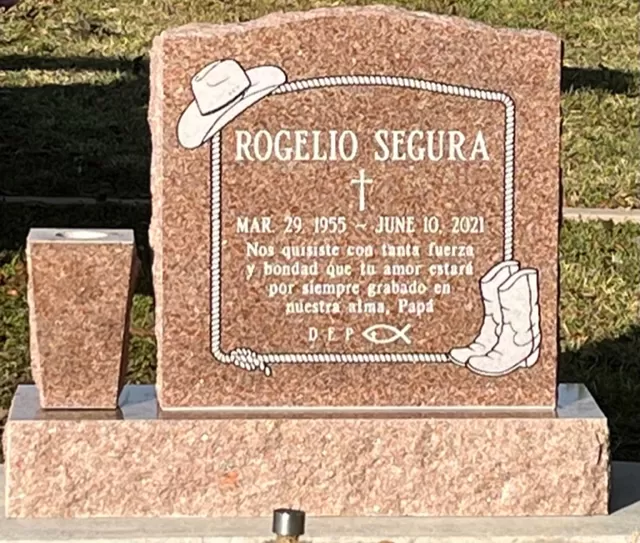 ROGELIO SEGURA
MAR. 29, 1955 ~ JUNE 10, 2021
Nos quisiste con tanta fuerza
y bondad que tu amor estará
por siempre grabado en
nuestra alma, Papá
D E P